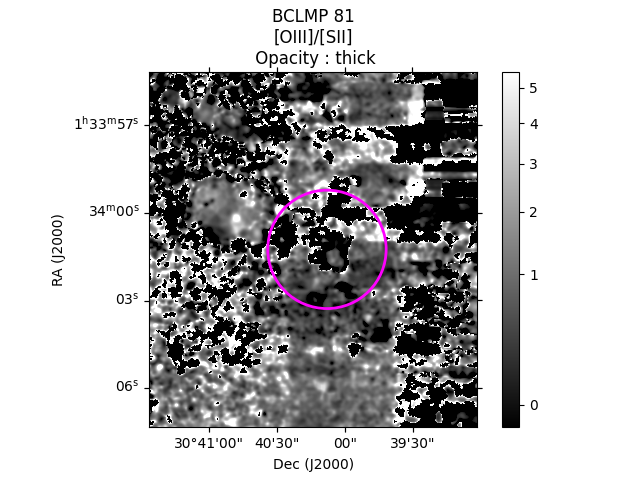 BCLMP 81
[OIII]/[SII]
Opacity : thick
1ʰ33ᵐ57ˢ
34ᵐ00ˢ
03ˢ
06ˢ
RA (J2000)
30°41'00" 40'30" 00" 39'30"
Dec (J2000)
5
4
3
2
1
0